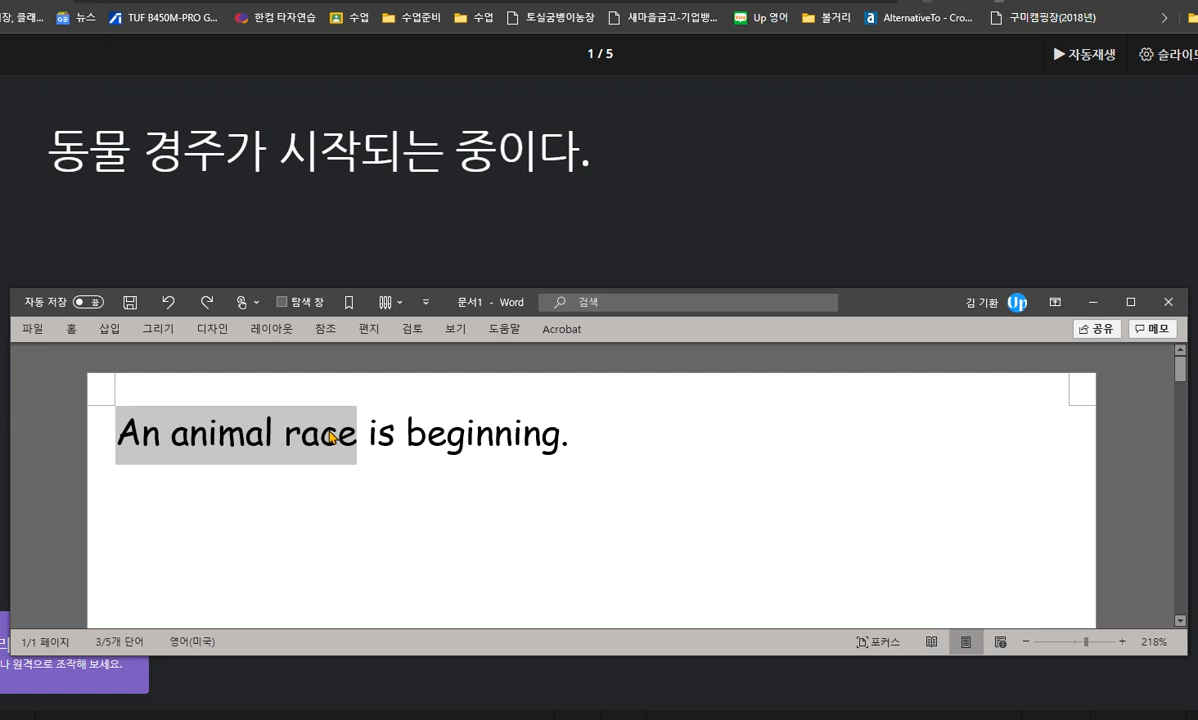 장, 클래... 뉴스 TUF B450M-PRO G... 한컴 타자연습 수업 수업준비 수업 토실굼벵이농장 새마을금고-기업뱅... Up 영어 볼거리 AlternativeTo - Cro... 구미캠핑장(2018년)
1 / 5 자동재생 슬라이드
동물 경주가 시작되는 중이다.
자동 저장 끔 탐색 창 문서1 - Word 검색 김 기환 Up
파일 홈 삽입 그리기 디자인 레이아웃 참조 편지 검토 보기 도움말 Acrobat 공유 메모
An animal race is beginning.
1/1 페이지 3/5개 단어 영어(미국) 포커스 218%
나 원격으로 조작해 보세요.